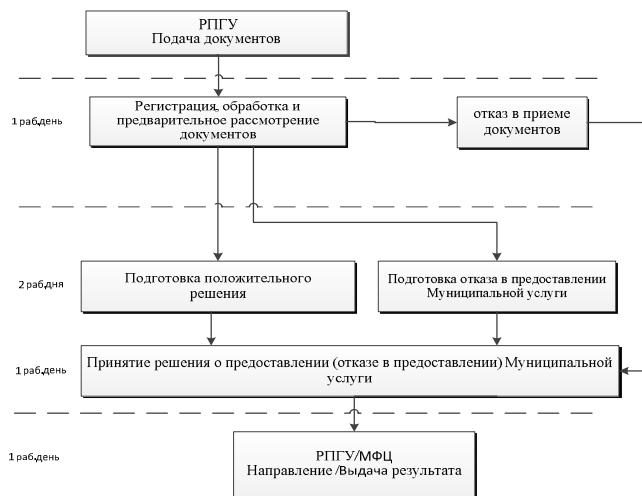 РПГУ
Подача документов
1 раб.день
Регистрация, обработка и
предварительное рассмотрение
документов
отказ в приеме
документов
2 раб.дня
Подготовка положительного
решения
Подготовка отказа в предоставлении
Муниципальной услуги
1 раб.день
Принятие решения о предоставлении (отказе в предоставлении) Муниципальной
услуги
1 раб.день
РПГУ/МФЦ
Направление /Выдача результата